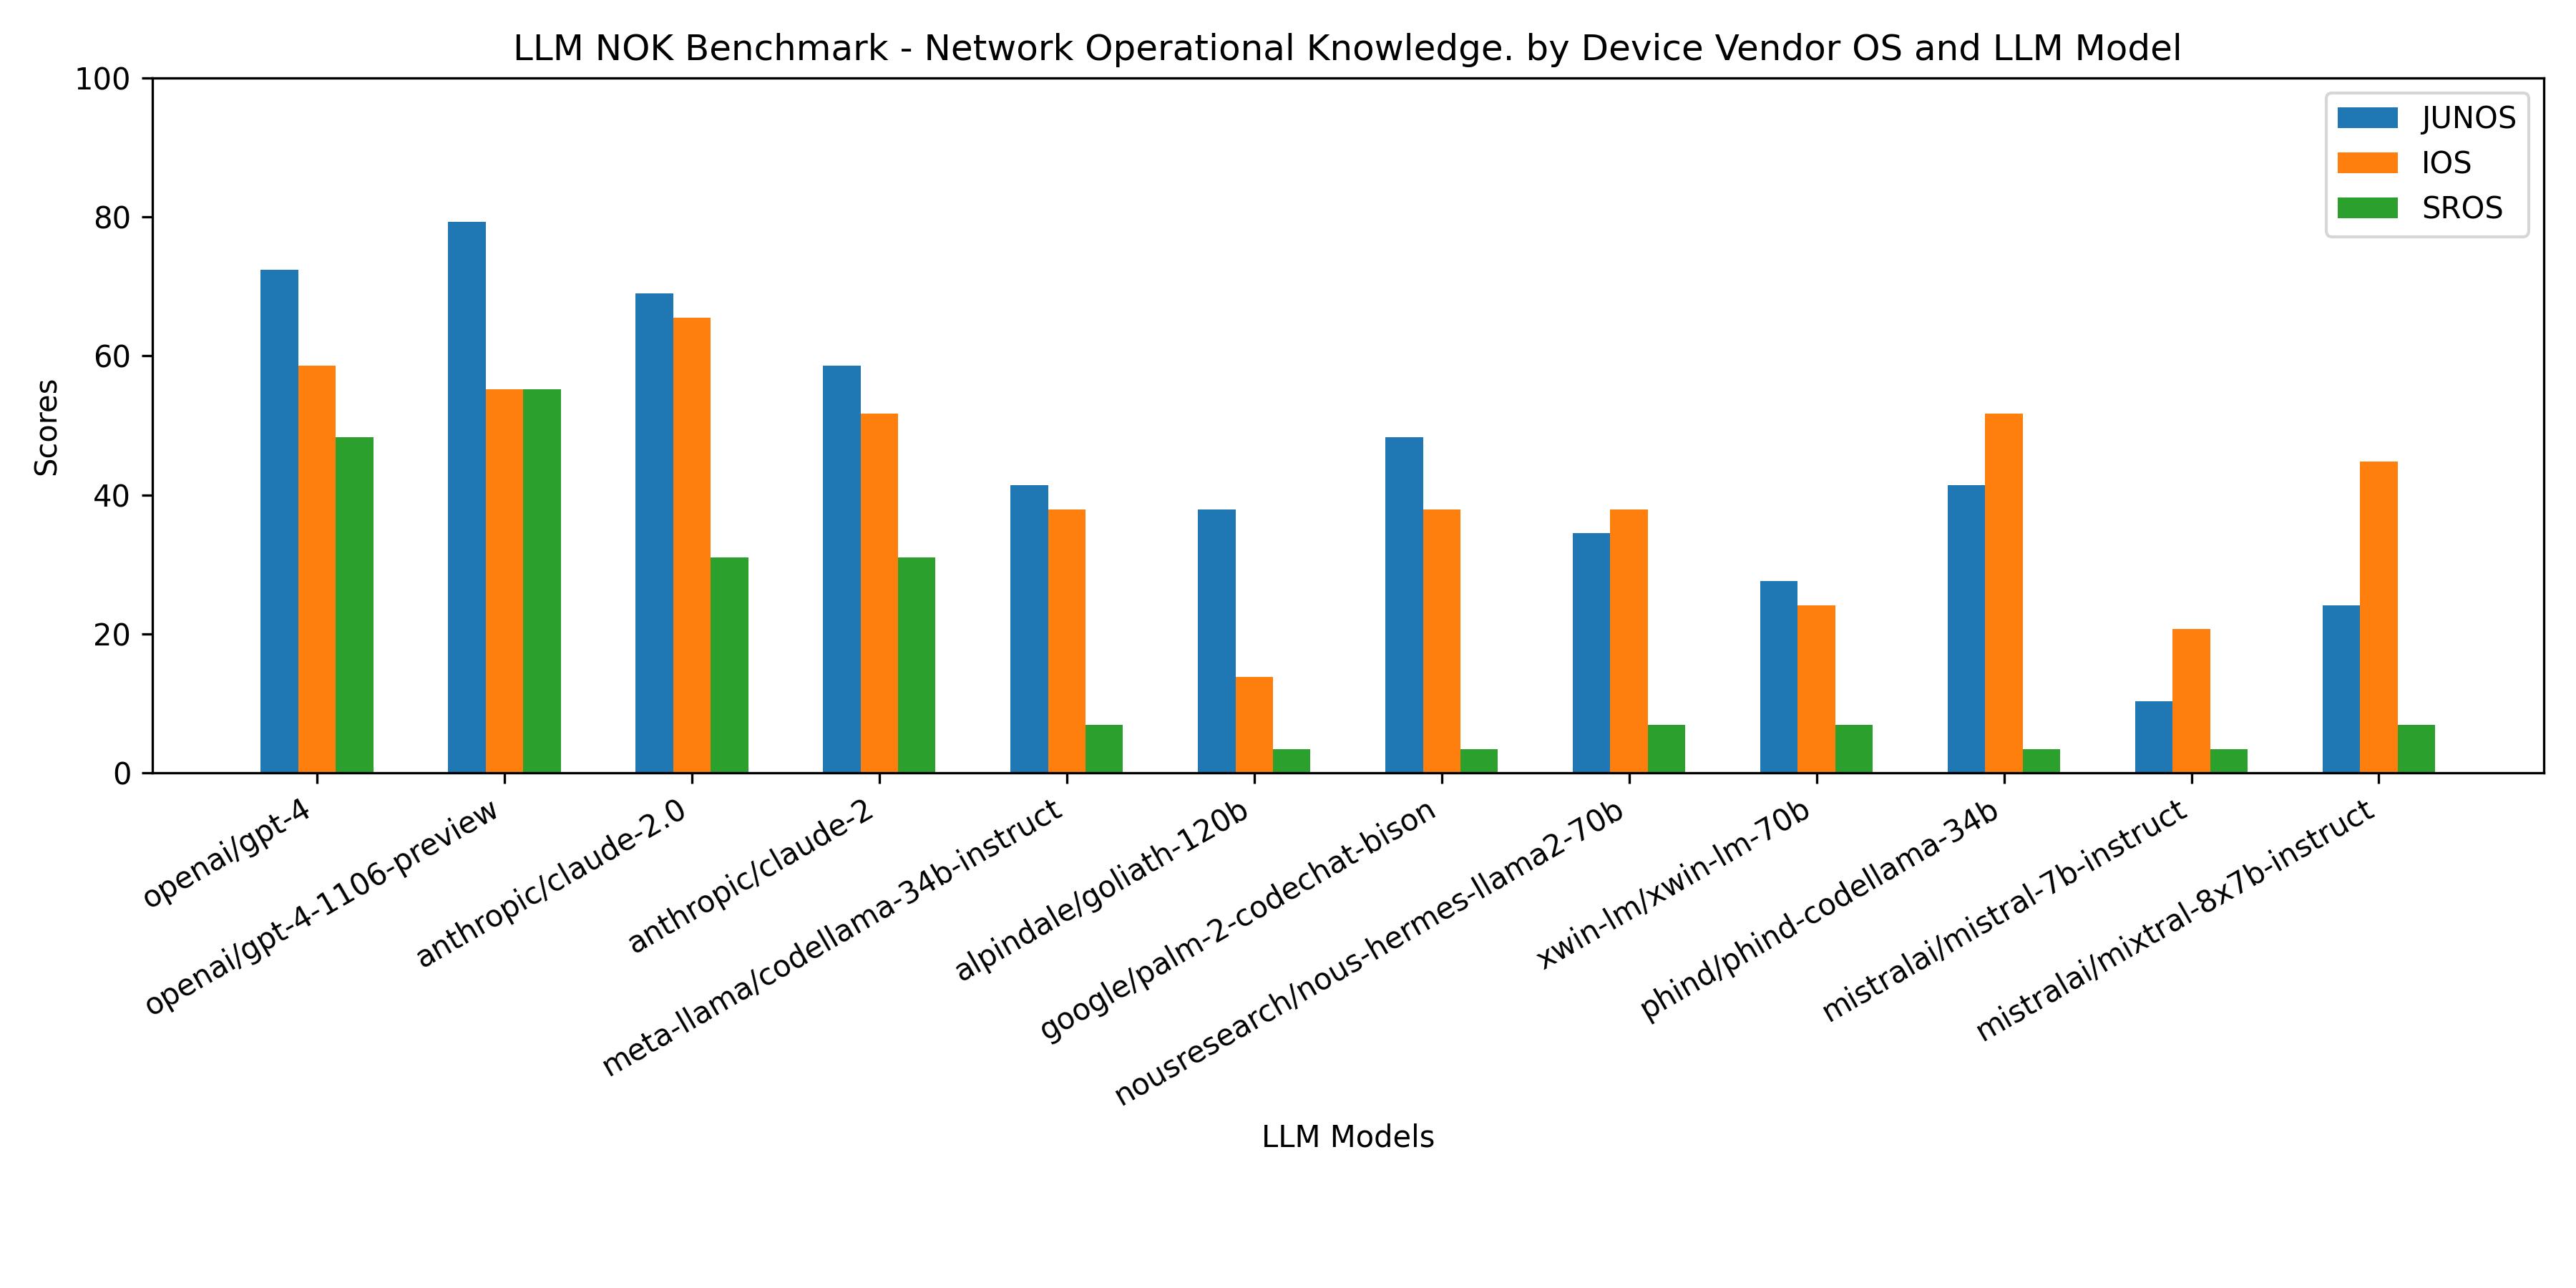 LLM NOK Benchmark - Network Operational Knowledge. by Device Vendor OS and LLM Model
100
80
60
40
20
0
Scores
JUNOS
IOS
SROS
openai/gpt-4
openai/gpt-4-1106-preview
anthropic/claude-2.0
anthropic/claude-2
meta-llama/codellama-34b-instruct
alpindale/goliath-120b
google/palm-2-codechat-bison
nousresearch/nous-hermes-llama2-70b
xwin-lm/xwin-lm-70b
phind/phind-codellama-34b
mistralai/mistral-7b-instruct
mistralai/mixtral-8x7b-instruct
LLM Models